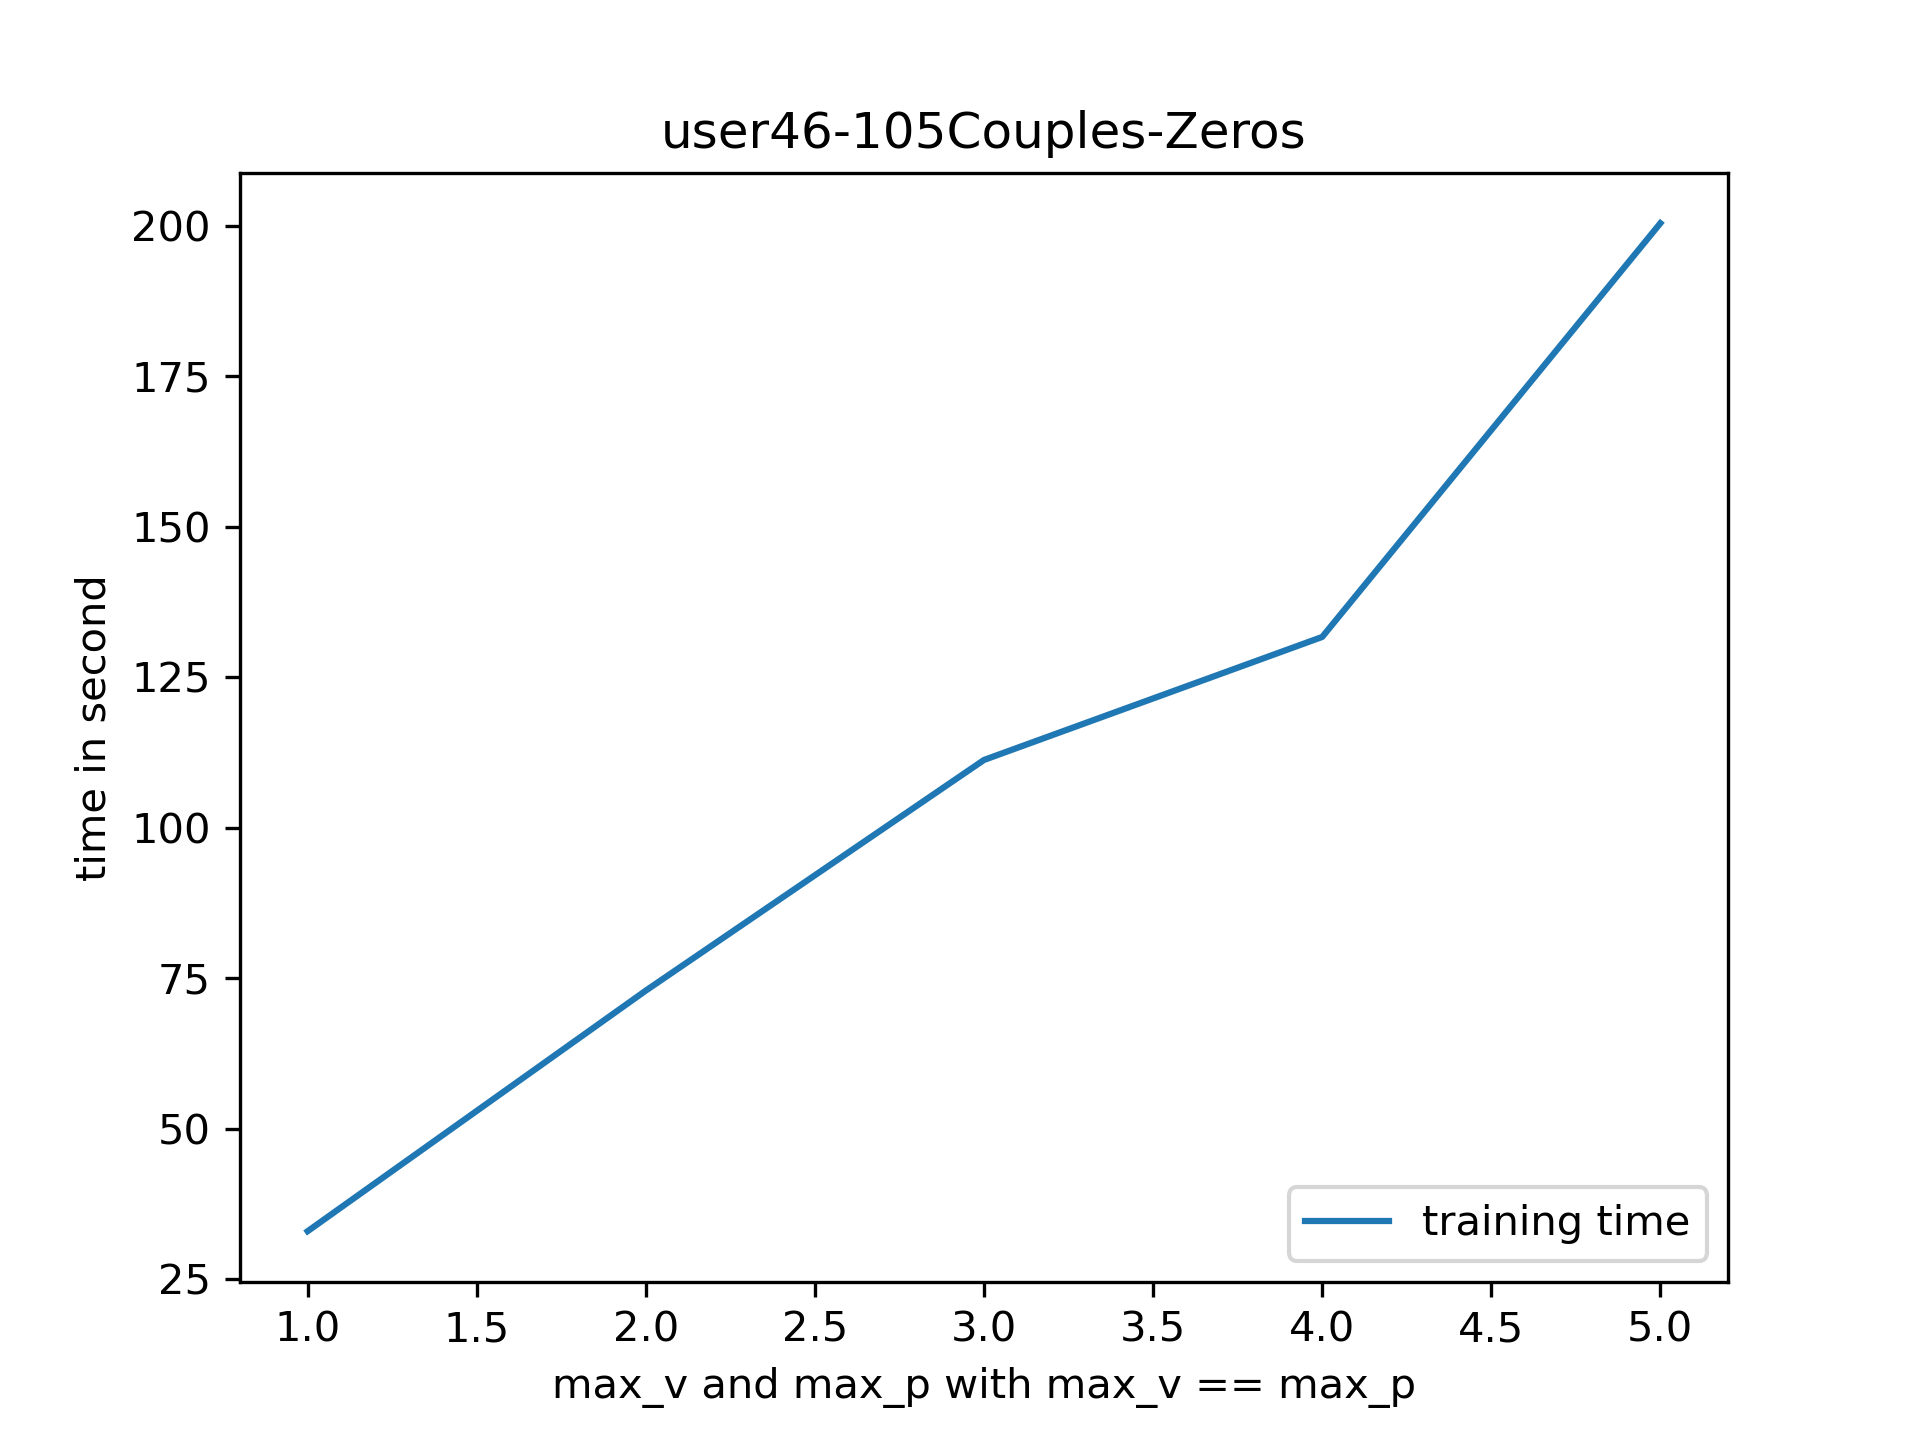 user46-105Couples-Zeros
200
175
150
125
100
75
50
25
time in second
training time
1.0 1.5 2.0 2.5 3.0 3.5 4.0 4.5 5.0
max_v and max_p with max_v == max_p